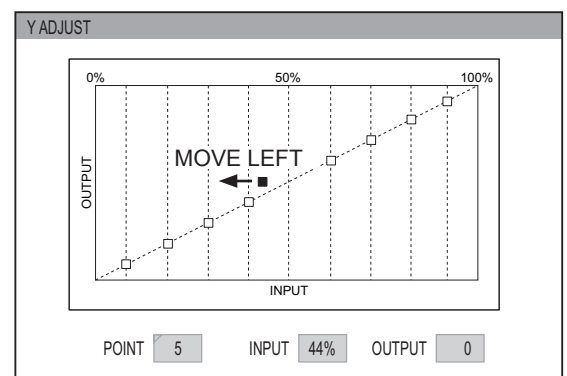 Y ADJUST
0% 50% 100%
MOVE LEFT
OUTPUT
INPUT
POINT 5 INPUT 44% OUTPUT 0